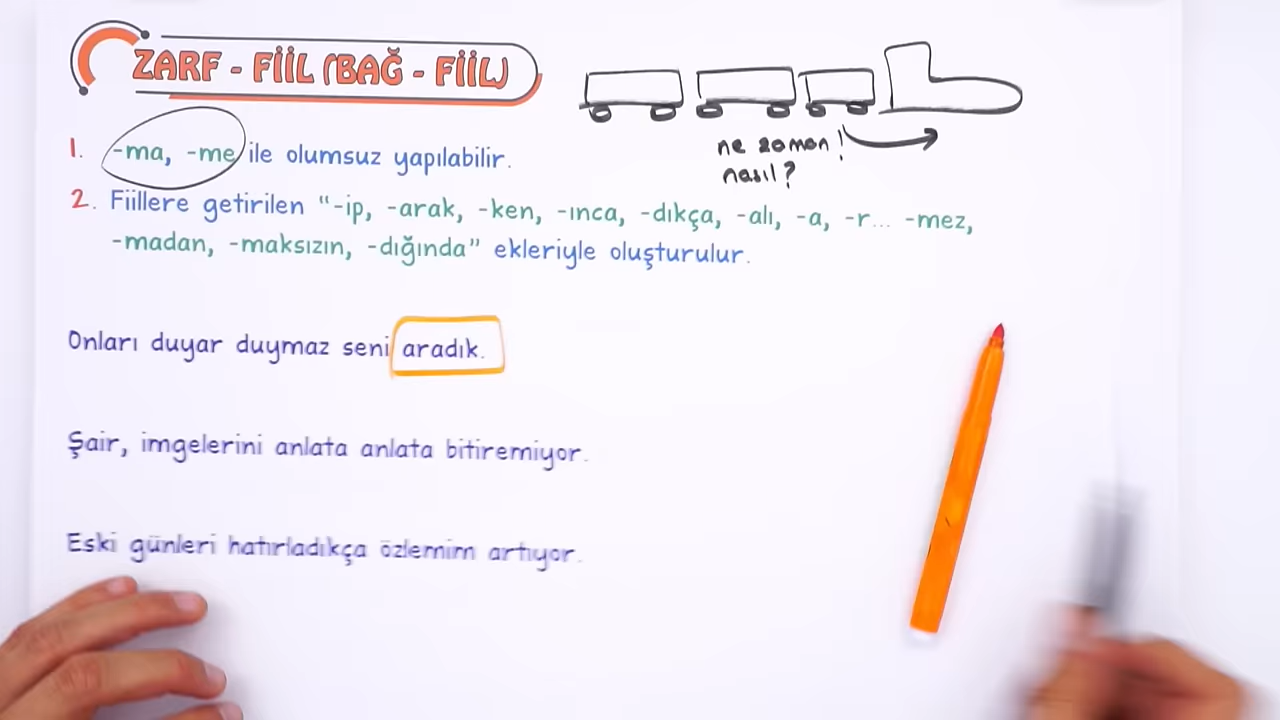 ZARF - FİİL (BAĞ - FİİL)
1. -ma, -me ile olumsuz yapılabilir.
ne zaman!
nasıl?
2. Fiillere getirilen "-ip, -arak, -ken, -ınca, -dıkça, -alı, -a, -r... -mez,
-madan, -maksızın, -dığında" ekleriyle oluşturulur.
Onları duyar duymaz seni aradık.
Şair, imgelerini anlata anlata bitiremiyor.
Eski günleri hatırladıkça özlemim artıyor.